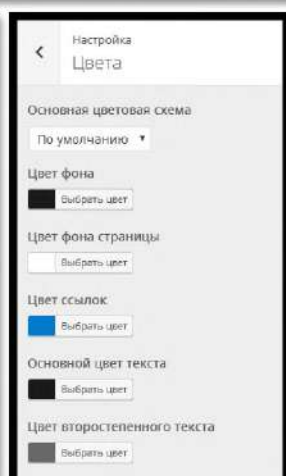 Настройка
Цвета
Основная цветовая схема
По умолчанию
Цвет фона
Выбрать цвет
Цвет фона страницы
Выбрать цвет
Цвет ссылок
Выбрать цвет
Основной цвет текста
Выбрать цвет
Цвет второстепенного текста
Выбрать цвет